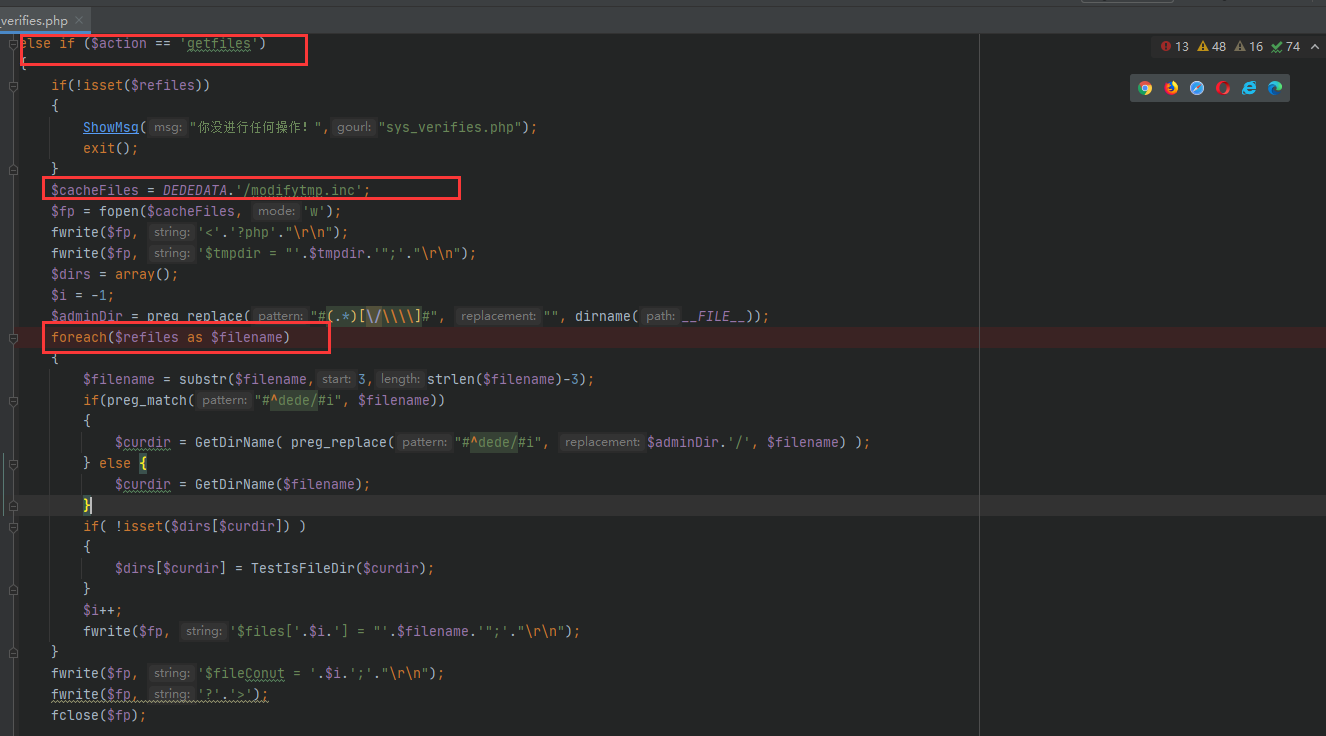 _verifies.php ×
else if ($action == 'getfiles')
13 48 16 74
{
if(!isset($refiles))
{
ShowMsg( msg: "你没进行任何操作！", gourl: "sys_verifies.php");
exit();
}
$cacheFiles = DEDEDATA.'/modifytmp.inc';
$fp = fopen($cacheFiles, mode: 'w');
fwrite($fp, string: '<'.'?php'."\r\n");
fwrite($fp, string: '$tmpdir = "'.$tmpdir.'";'."\r\n");
$dirs = array();
$i = -1;
$adminDir = preg_replace( pattern: "#(.*)[\/\\\\]#", replacement: "", dirname( path: __FILE__));
foreach($refiles as $filename)
{
$filename = substr($filename, start: 3, length: strlen($filename)-3);
if(preg_match( pattern: "#^dede/#i", $filename))
{
$curdir = GetDirName( preg_replace( pattern: "#^dede/#i", replacement: $adminDir.'/', $filename) );
} else {
$curdir = GetDirName($filename);
}
if( !isset($dirs[$curdir]) )
{
$dirs[$curdir] = TestIsFileDir($curdir);
}
$i++;
fwrite($fp, string: '$files['.$i.'] = "'.$filename.'";'."\r\n");
}
fwrite($fp, string: '$fileConut = '.$i.';'."\r\n");
fwrite($fp, string: '?'.'>');
fclose($fp);